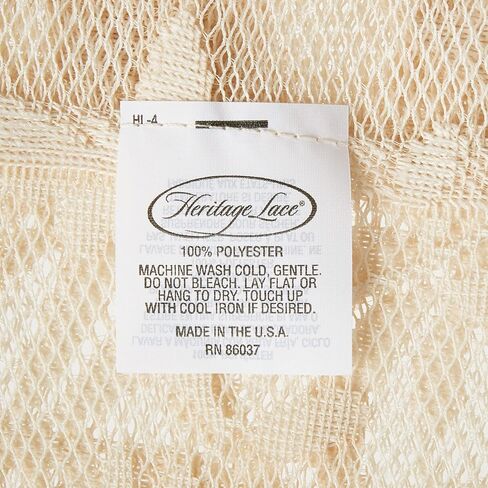 HL-4
Heritage Lace®
100% POLYESTER
MACHINE WASH COLD, GENTLE.
DO NOT BLEACH. LAY FLAT OR
HANG TO DRY. TOUCH UP
WITH COOL IRON IF DESIRED.
MADE IN THE U.S.A.
RN 86037